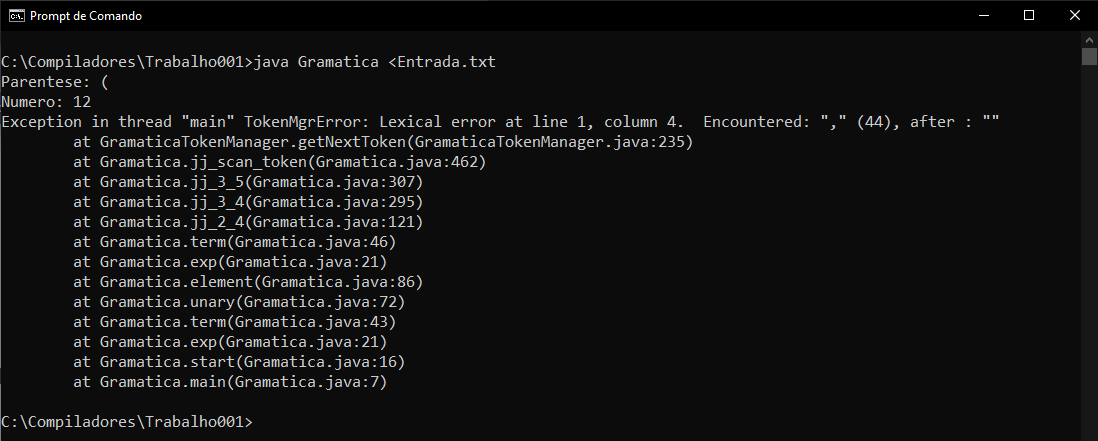 Prompt de Comando
C:\Compiladores\Trabalho001>java Gramatica <Entrada.txt
Parentese: (
Numero: 12
Exception in thread "main" TokenMgrError: Lexical error at line 1, column 4.  Encountered: "," (44), after : ""
        at GramaticaTokenManager.getNextToken(GramaticaTokenManager.java:235)
        at Gramatica.jj_scan_token(Gramatica.java:462)
        at Gramatica.jj_3_5(Gramatica.java:307)
        at Gramatica.jj_3_4(Gramatica.java:295)
        at Gramatica.jj_2_4(Gramatica.java:121)
        at Gramatica.term(Gramatica.java:46)
        at Gramatica.exp(Gramatica.java:21)
        at Gramatica.element(Gramatica.java:86)
        at Gramatica.unary(Gramatica.java:72)
        at Gramatica.term(Gramatica.java:43)
        at Gramatica.exp(Gramatica.java:21)
        at Gramatica.start(Gramatica.java:16)
        at Gramatica.main(Gramatica.java:7)
C:\Compiladores\Trabalho001>